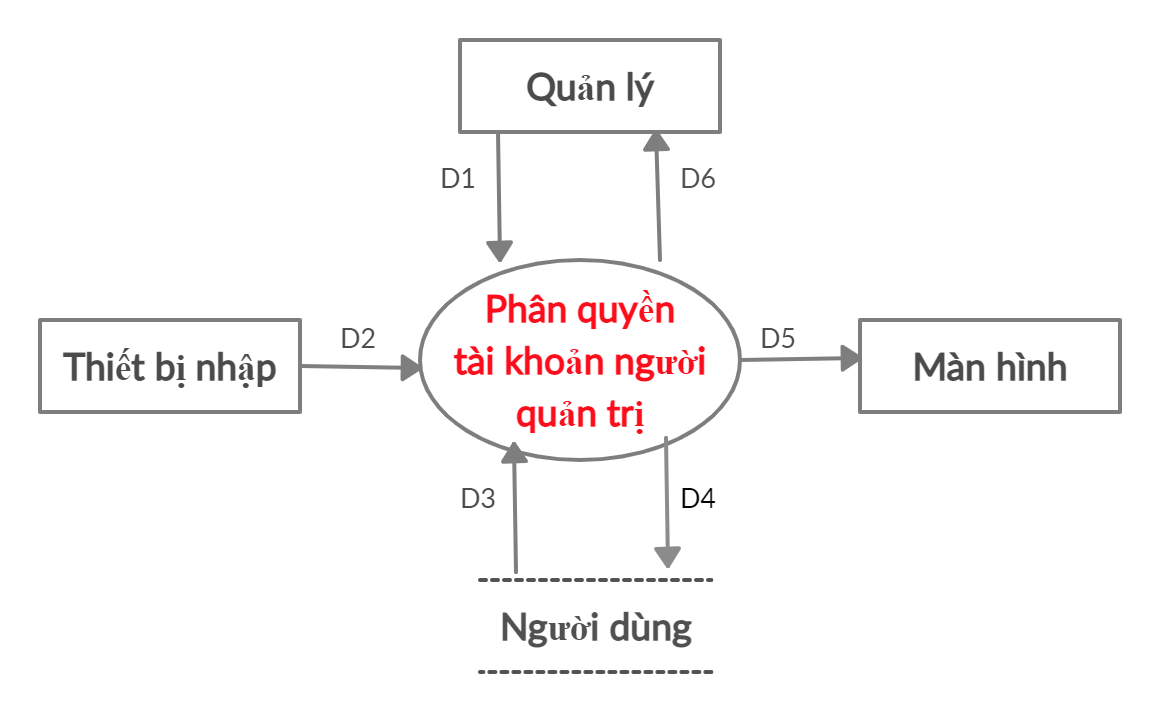 Quản lý
D1
D6
Phân quyền
tài khoản người
quản trị
Thiết bị nhập
D2
D5
Màn hình
D3
D4
Người dùng